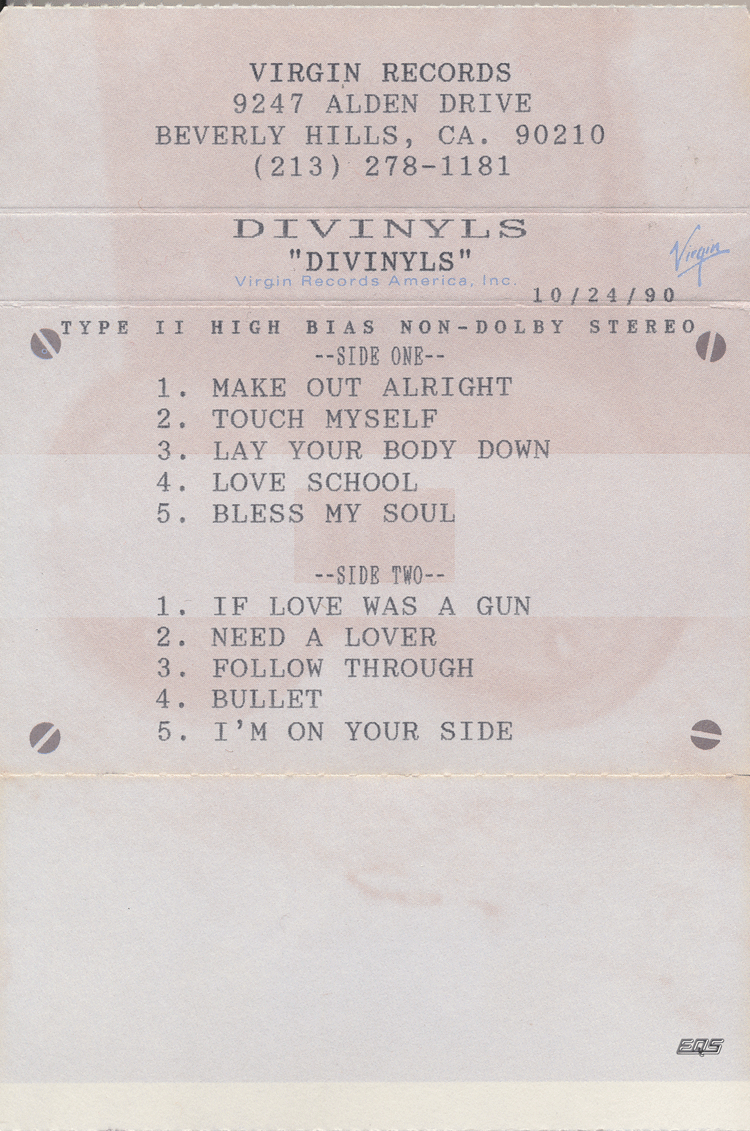 VIRGIN RECORDS
9247 ALDEN DRIVE
BEVERLY HILLS, CA. 90210
(213) 278-1181
DIVINYLS
"DIVINYLS"
Virgin
Virgin Records America, Inc.
10/24/90
TYPE II HIGH BIAS NON-DOLBY STEREO
--SIDE ONE--
1. MAKE OUT ALRIGHT
2. TOUCH MYSELF
3. LAY YOUR BODY DOWN
4. LOVE SCHOOL
5. BLESS MY SOUL
--SIDE TWO--
1. IF LOVE WAS A GUN
2. NEED A LOVER
3. FOLLOW THROUGH
4. BULLET
5. I'M ON YOUR SIDE
EQS